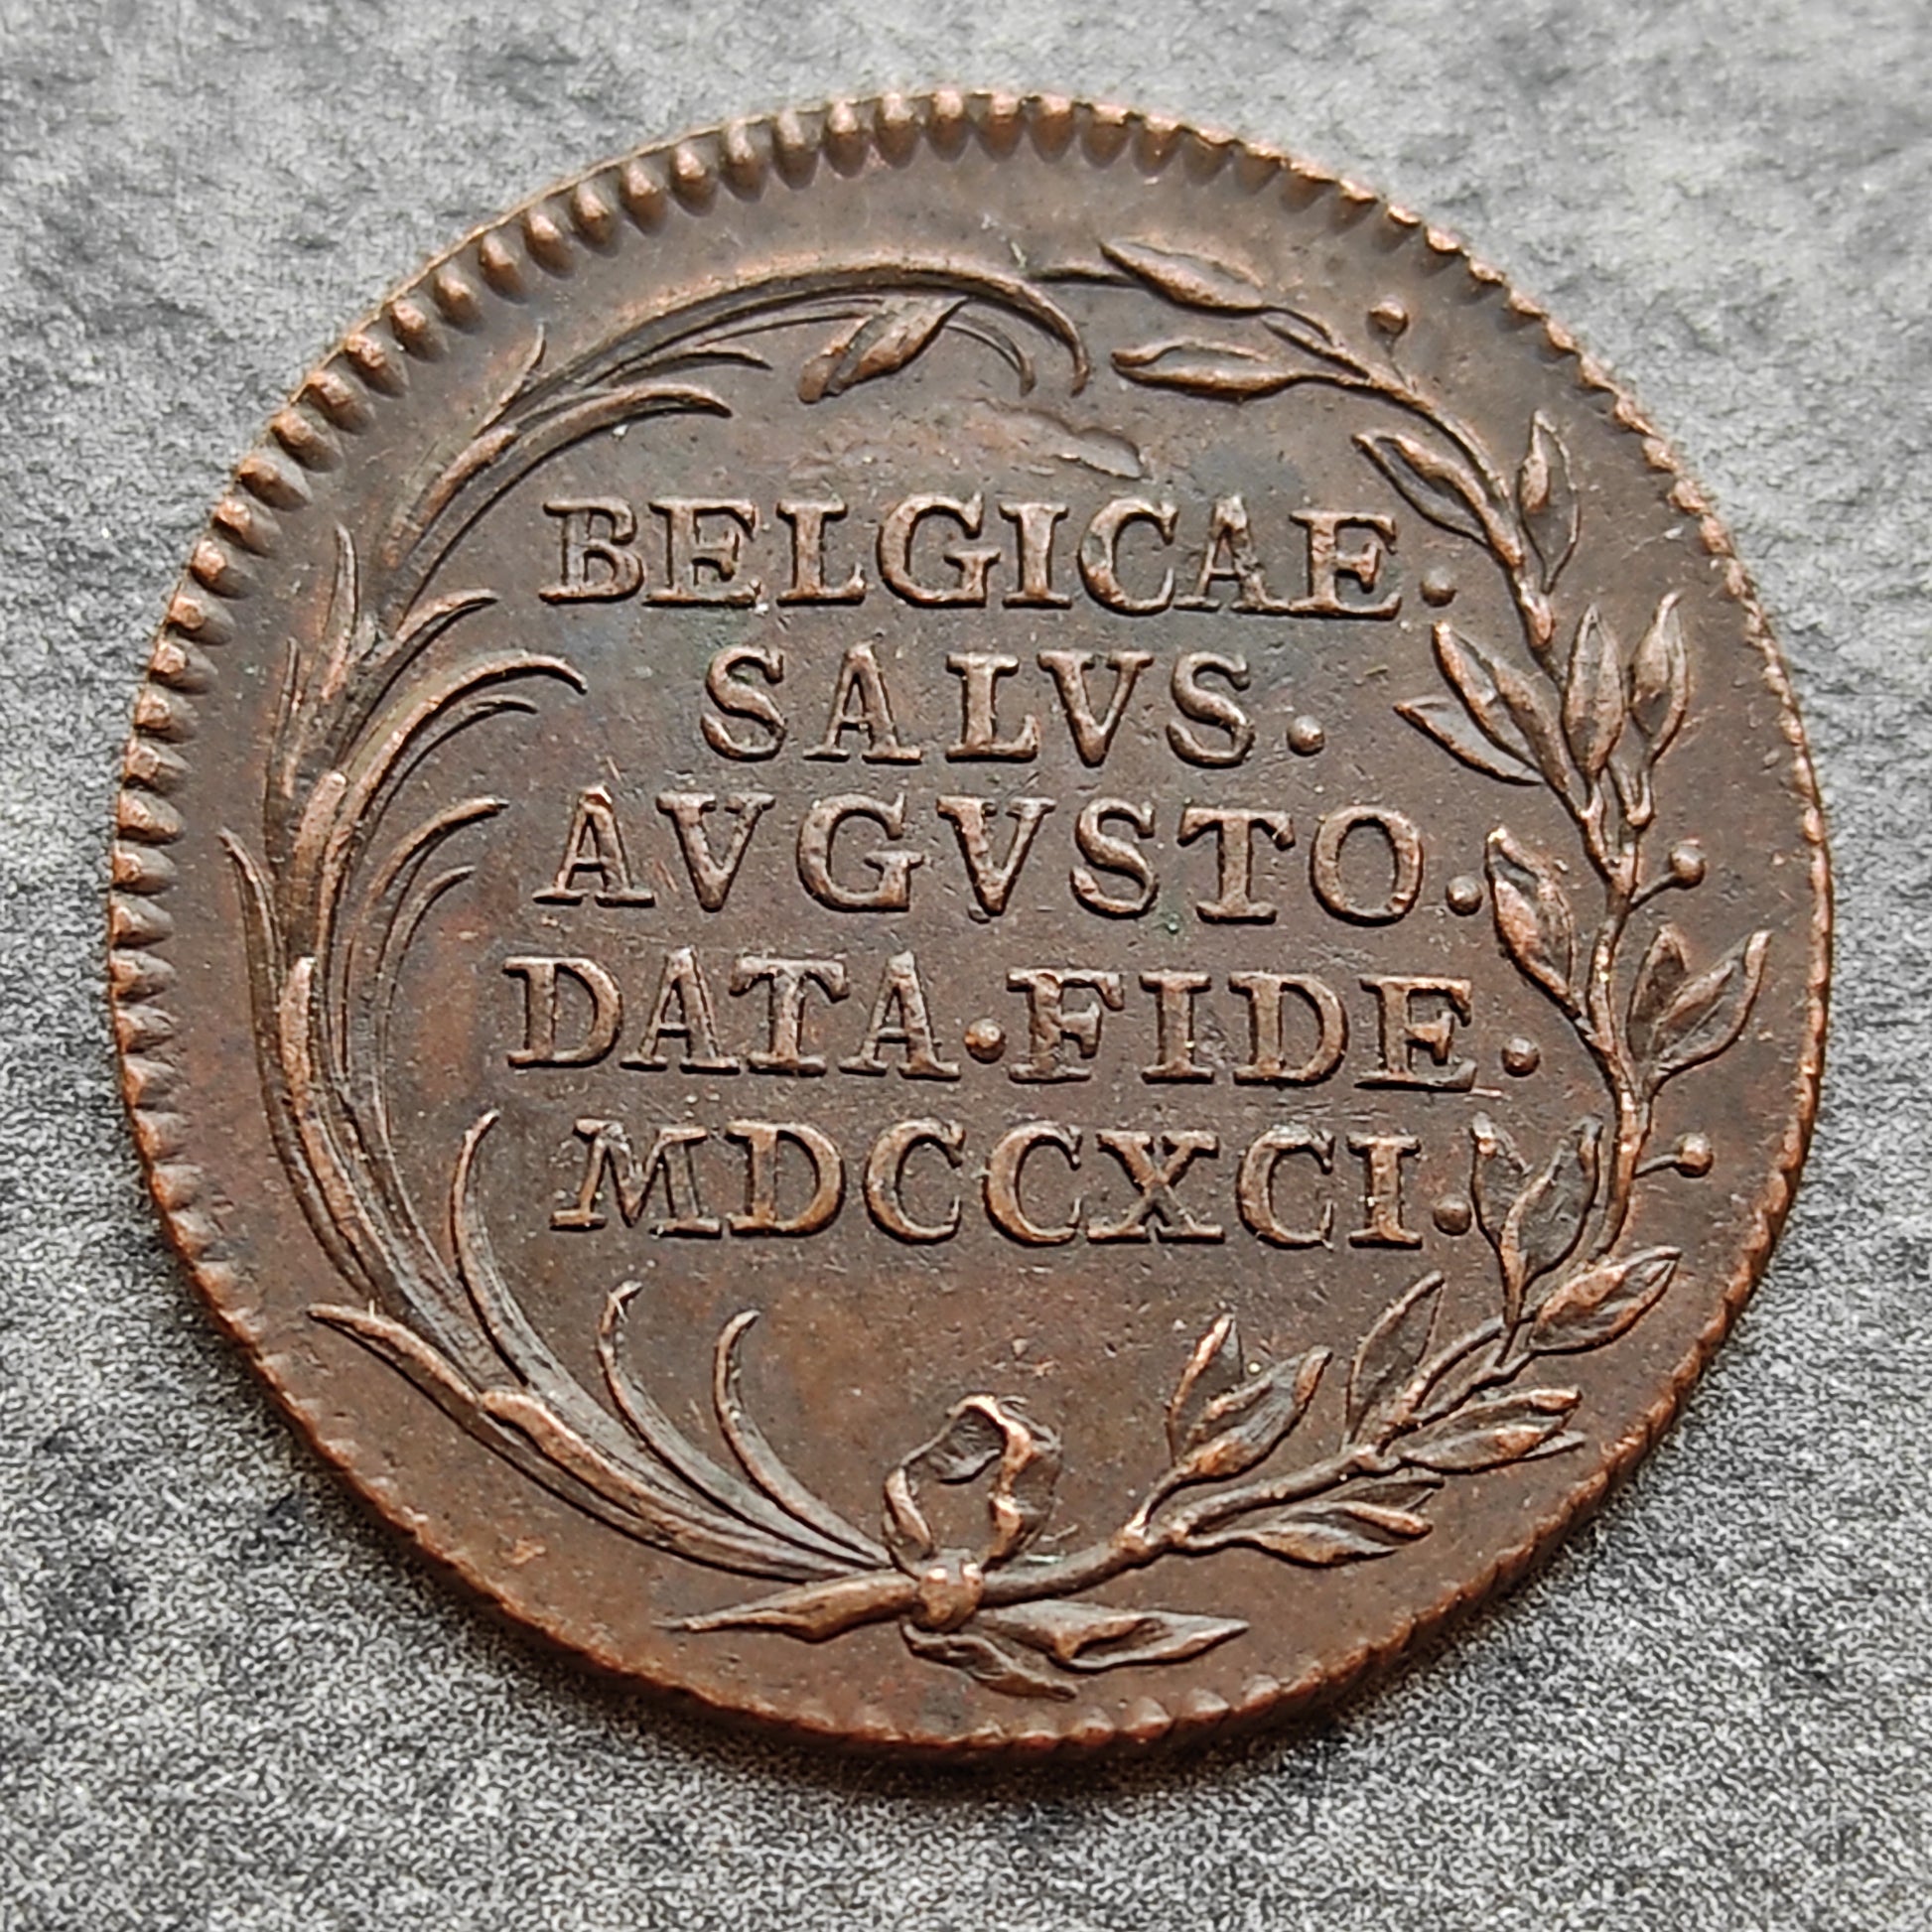 BELGICAE.
SALVS.
AVGVSTO.
DATA·FIDE.
MDCCXCI.